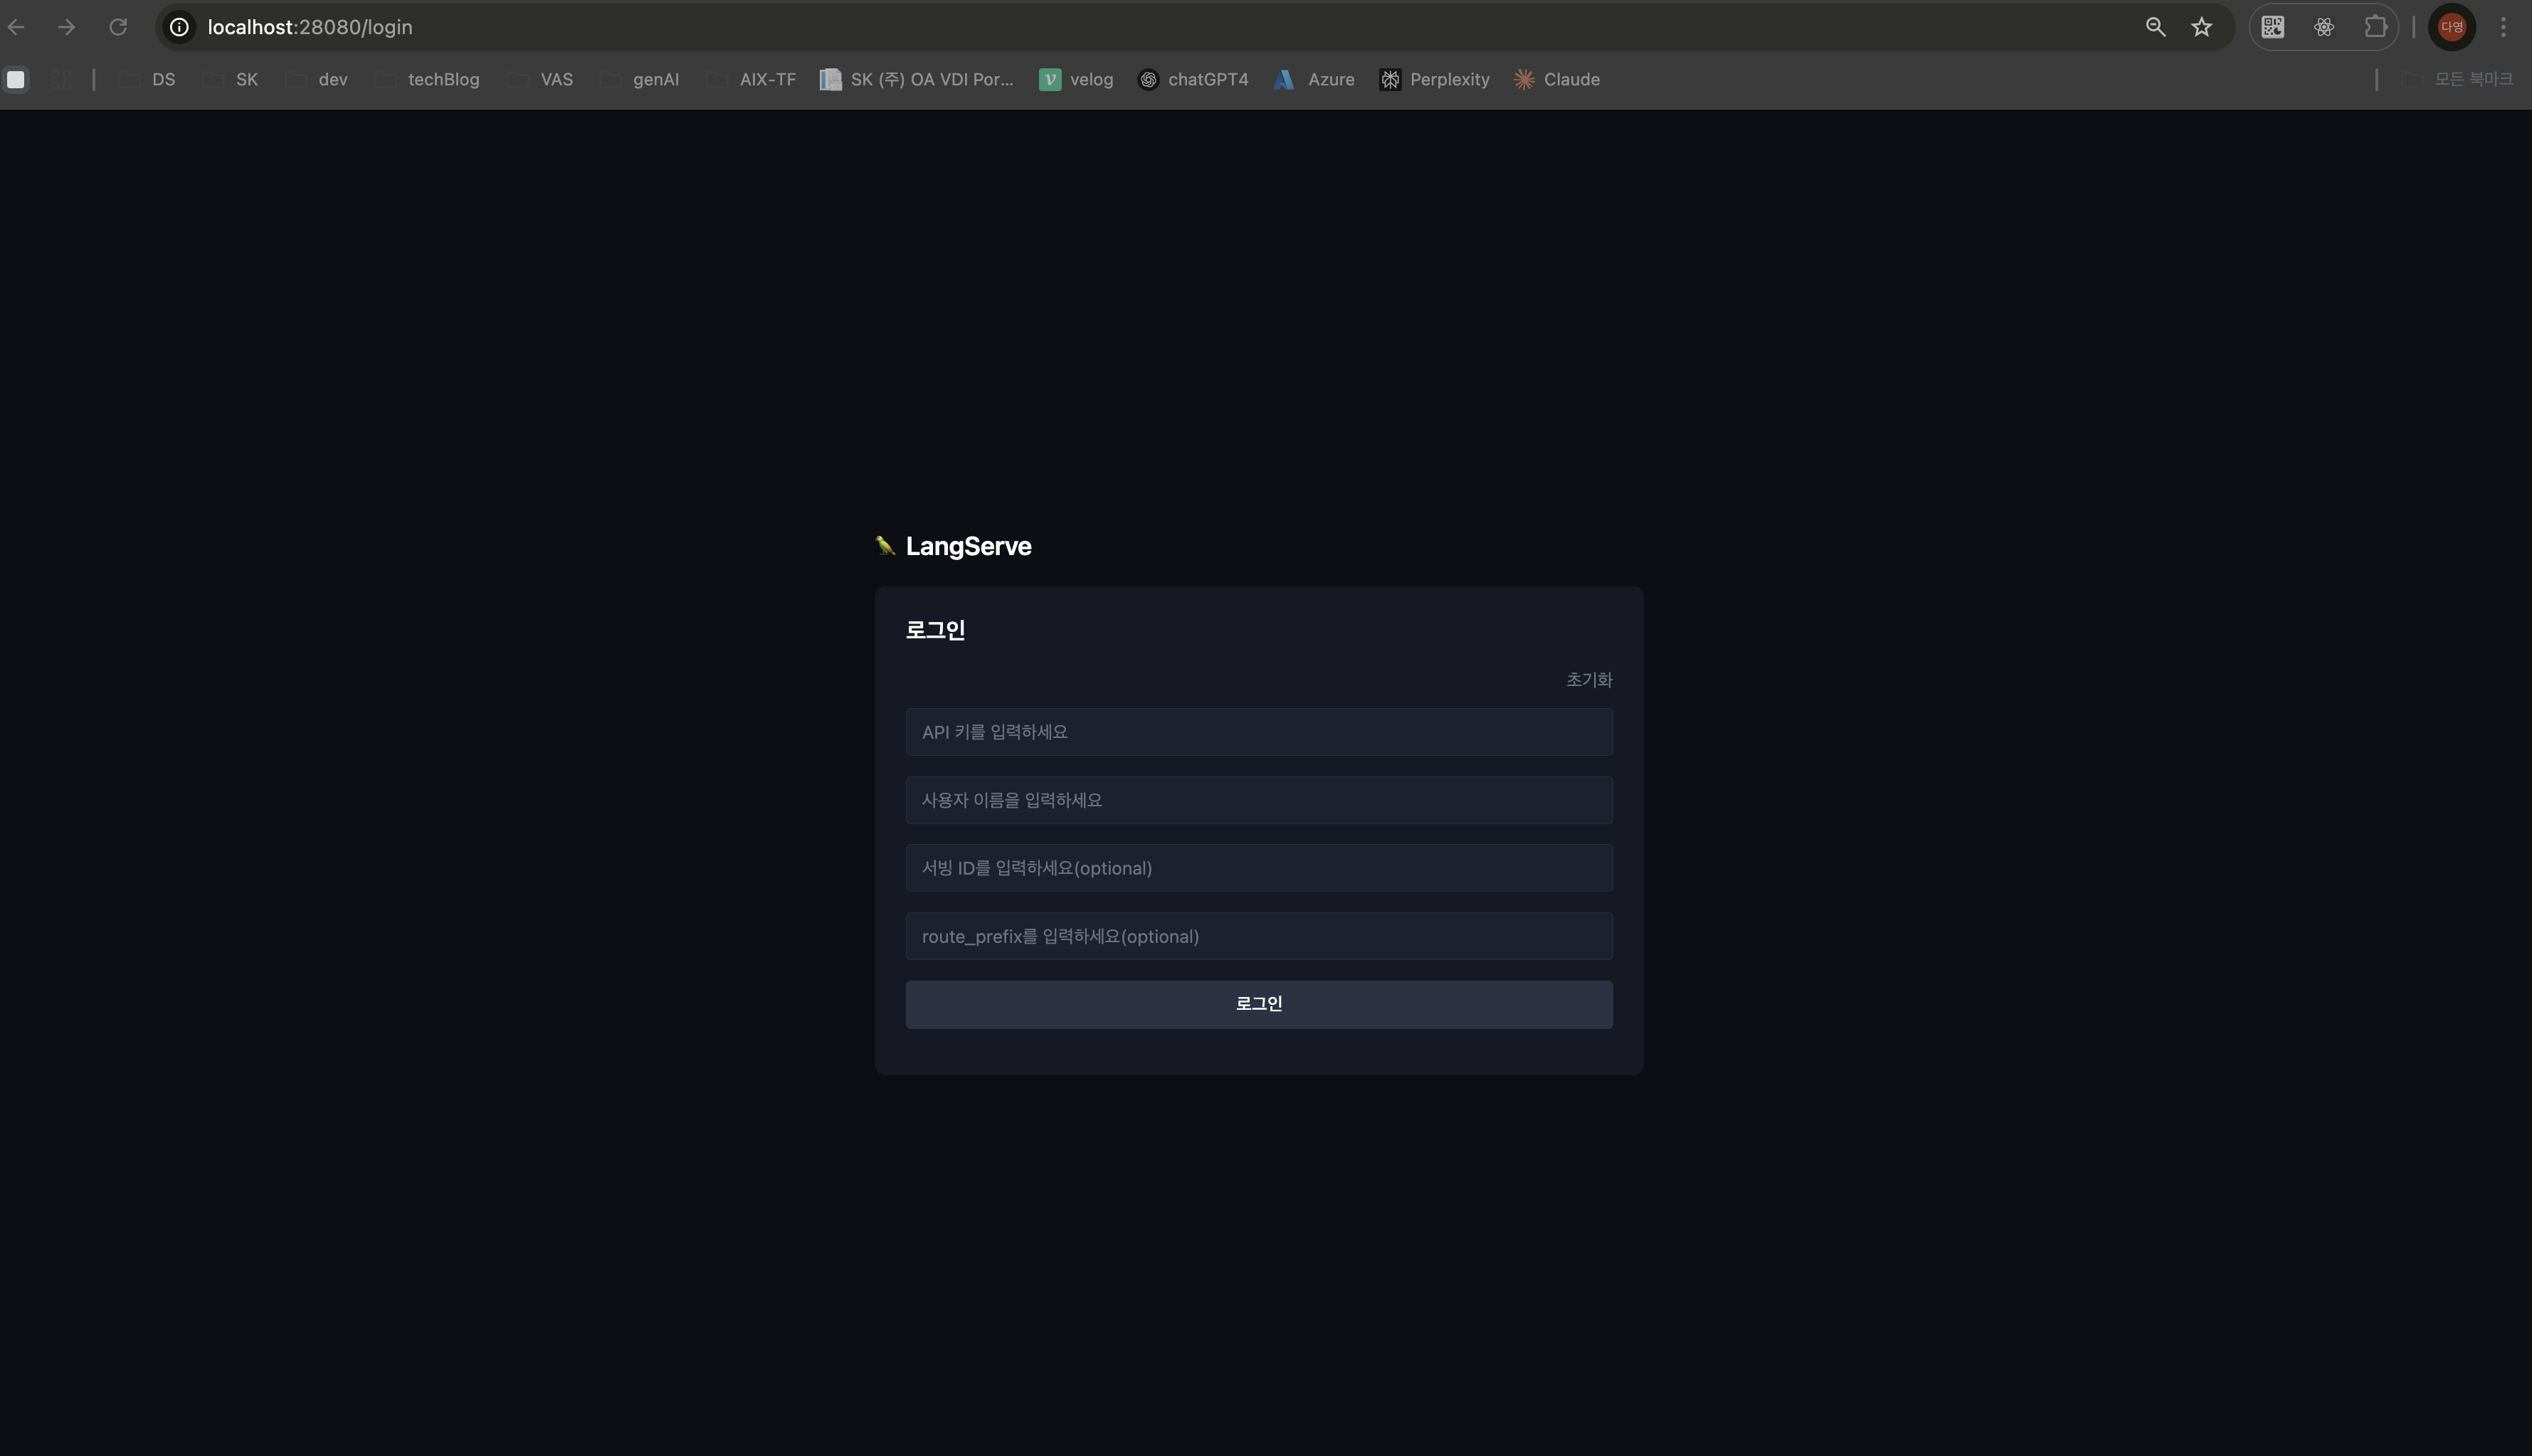 localhost:28080/login
다영
DS SK dev techBlog VAS genAI AIX-TF SK (주) OA VDI Por... velog chatGPT4 Azure Perplexity Claude 모든 북마크
LangServe
로그인
초기화
API 키를 입력하세요
사용자 이름을 입력하세요
서빙 ID를 입력하세요(optional)
route_prefix를 입력하세요(optional)
로그인